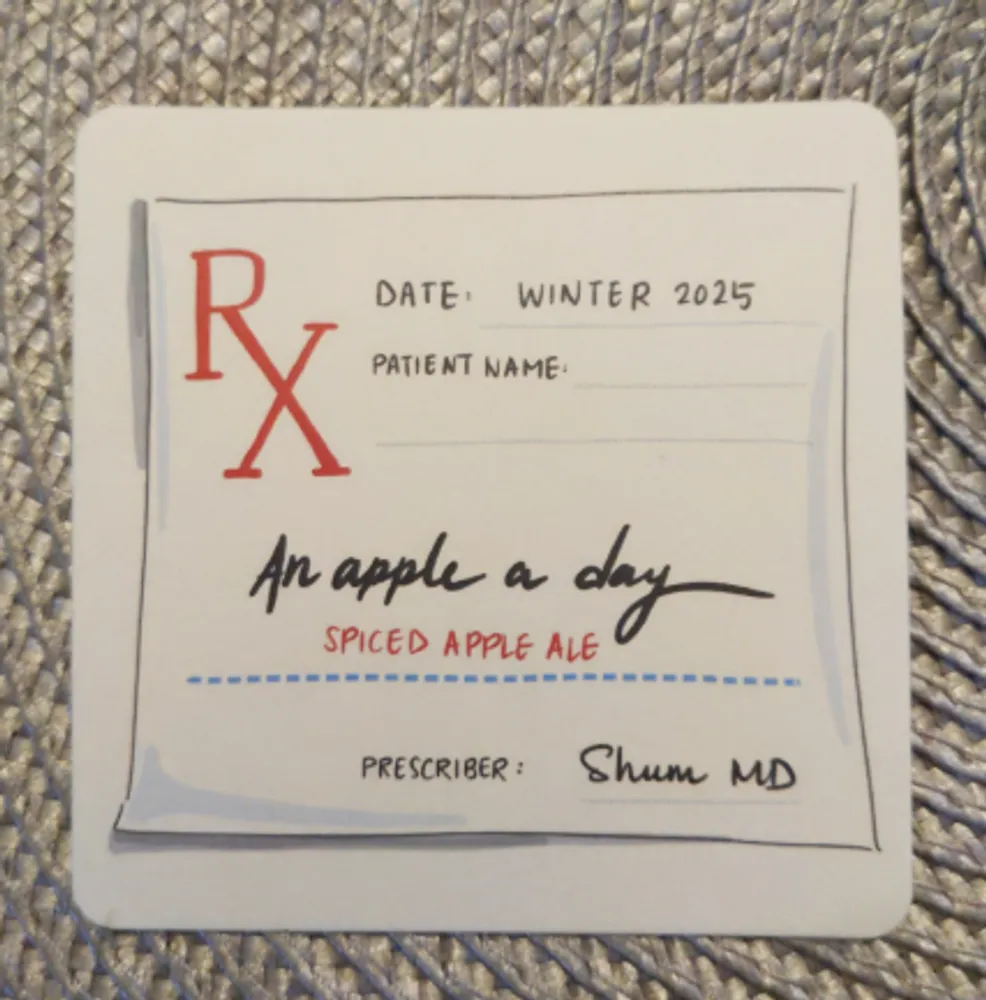 RX
DATE: WINTER 2025
PATIENT NAME:
An apple a day
SPICED APPLE ALE
PRESCRIBER: Shum MD